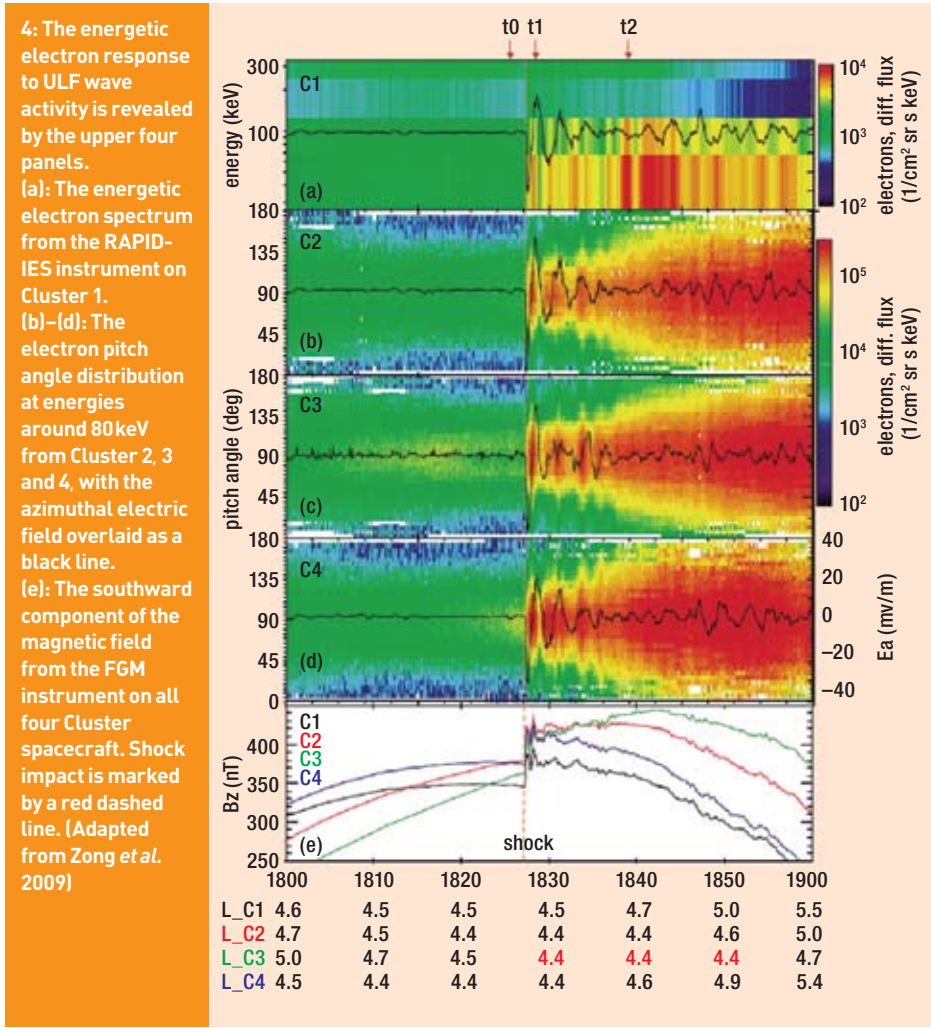 4: The energetic
electron response
to ULF wave
activity is revealed
by the upper four
panels.
(a): The energetic
electron spectrum
from the RAPID-
IES instrument on
Cluster 1.
(b)–(d): The
electron pitch
angle distribution
at energies
around 80keV
from Cluster 2, 3
and 4, with the
azimuthal electric
field overlaid as a
black line.
(e): The southward
component of the
magnetic field
from the FGM
instrument on all
four Cluster
spacecraft. Shock
impact is marked
by a red dashed
line. (Adapted
from Zong et al.
2009)
t0 t1 t2
energy (keV)
300
100
C1
(a)
10⁴
10³
10²
electrons, diff. flux
(1/cm² sr s keV)
pitch angle (deg)
180
135
90
45
C2
(b)
180
135
90
45
C3
(c)
10⁵
10⁴
10³
10²
electrons, diff. flux
(1/cm² sr s keV)
180
135
90
45
0
C4
(d)
40
20
0
−20
−40
Ea (mv/m)
Bz (nT)
400
350
300
250
C1
C2
C3
C4
(e)
shock
1800 1810 1820 1830 1840 1850 1900
L_C1 4.6 4.5 4.5 4.5 4.7 5.0 5.5
L_C2 4.7 4.5 4.4 4.4 4.4 4.6 5.0
L_C3 5.0 4.7 4.5 4.4 4.4 4.4 4.7
L_C4 4.5 4.4 4.4 4.4 4.6 4.9 5.4